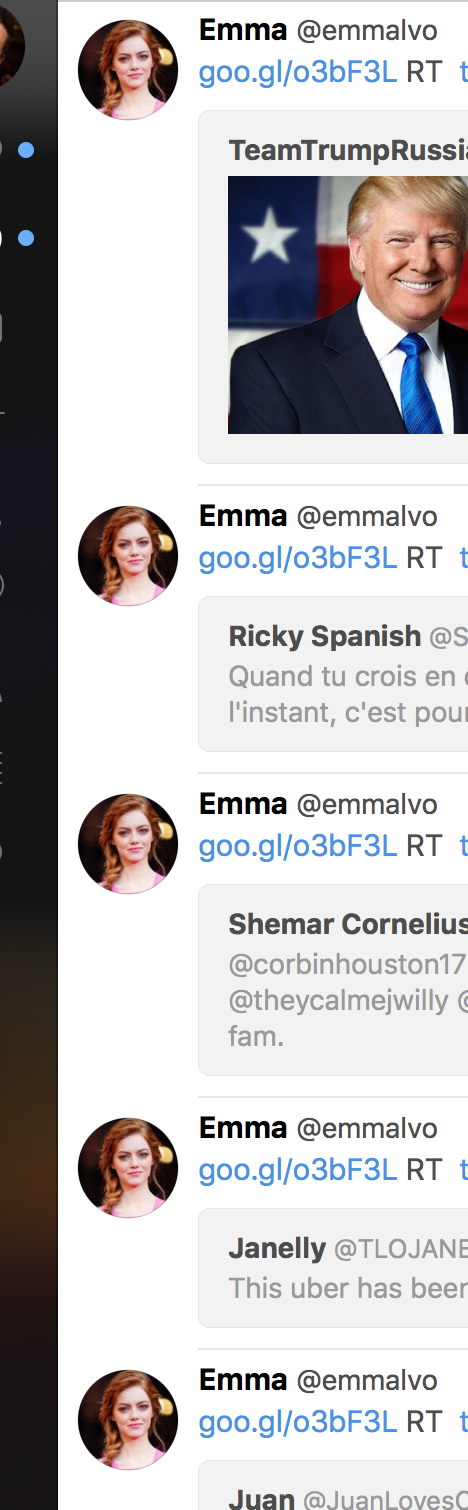 Emma @emmalvo
goo.gl/o3bF3L RT
TeamTrumpRussia
Emma @emmalvo
goo.gl/o3bF3L RT
Ricky Spanish @S
Quand tu crois en
l'instant, c'est pour
Emma @emmalvo
goo.gl/o3bF3L RT
Shemar Cornelius
@corbinhouston17
@theycalmejwilly @
fam.
Emma @emmalvo
goo.gl/o3bF3L RT
Janelly @TLOJANE
This uber has been
Emma @emmalvo
goo.gl/o3bF3L RT
Juan @JuanLovesC